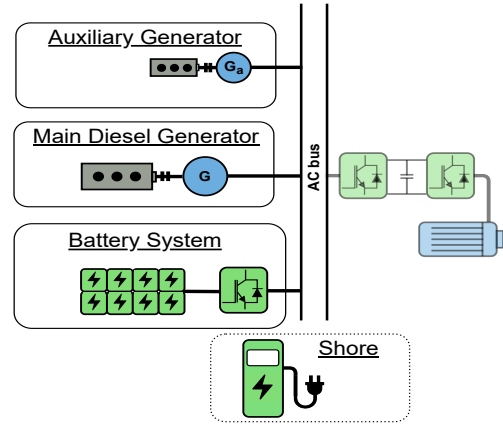 Auxiliary Generator
Ga
Main Diesel Generator
G
AC bus
Battery System
Shore